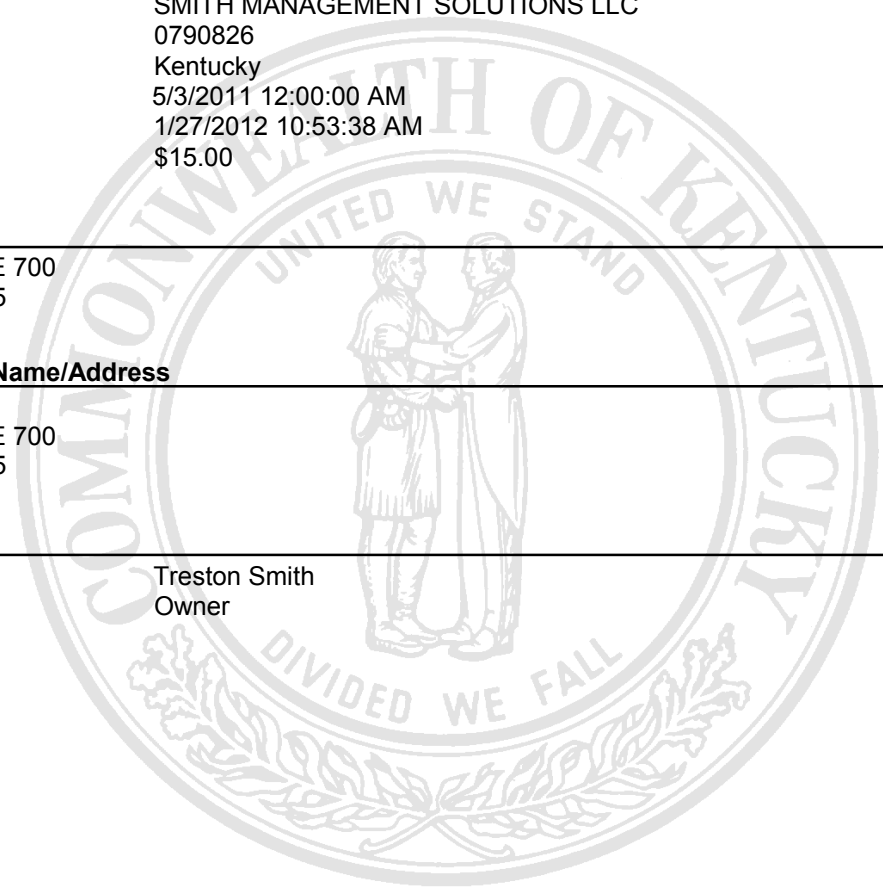 SMITH MANAGEMENT SOLUTIONS LLC
0790826
Kentucky
5/3/2011 12:00:00 AM
1/27/2012 10:53:38 AM
$15.00
E 700
5
Name/Address
E 700
5
Treston Smith
Owner
COMMONWEALTH OF KENTUCKY
UNITED WE STAND
DIVIDED WE FALL